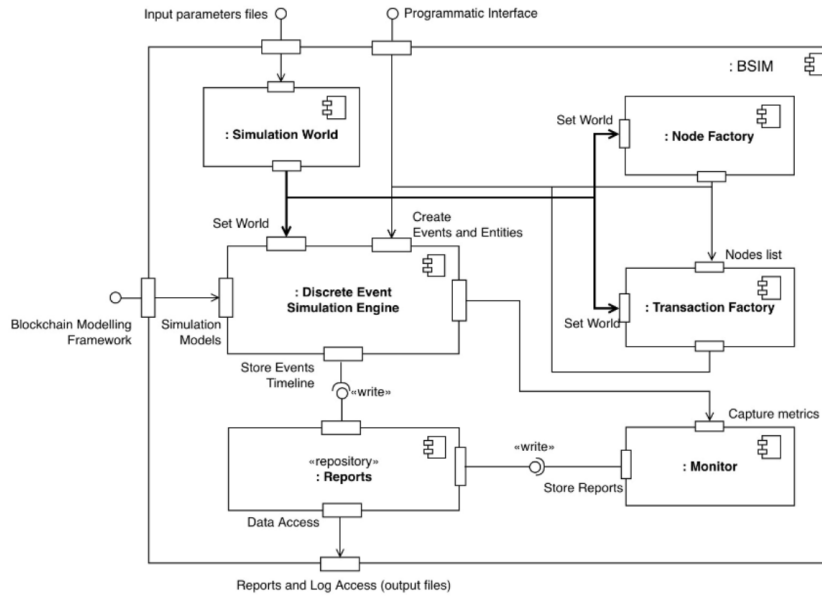 Input parameters files
Programmatic Interface
: BSIM
: Simulation World
Set World
: Node Factory
Set World
Create
Events and Entities
Nodes list
: Discrete Event
Simulation Engine
Set World
: Transaction Factory
Blockchain Modelling
Framework
Simulation
Models
Store Events
Timeline
«write»
Capture metrics
«repository»
: Reports
«write»
Store Reports
: Monitor
Data Access
Reports and Log Access (output files)